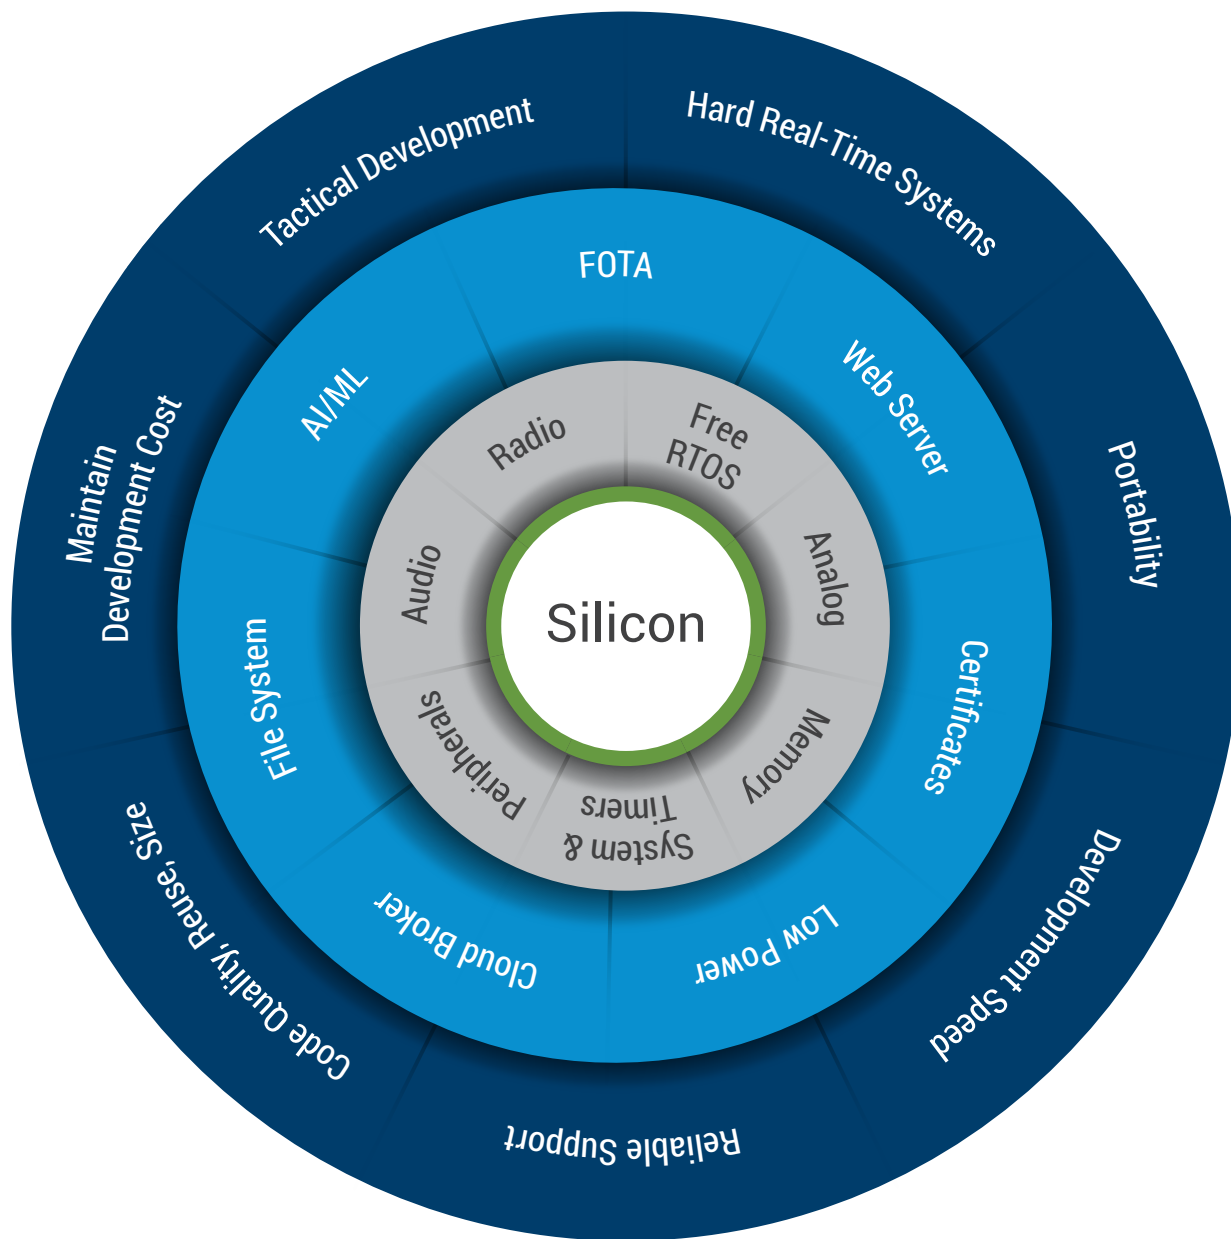 Tactical Development
Hard Real-Time Systems
Portability
Development Speed
Reliable Support
Code Quality, Reuse, Size
Maintain
Development Cost
FOTA
Web Server
Certificates
Low Power
Cloud Broker
File System
AI/ML
Radio
Free
RTOS
Analog
Memory
System &
Timers
Peripherals
Audio
Silicon